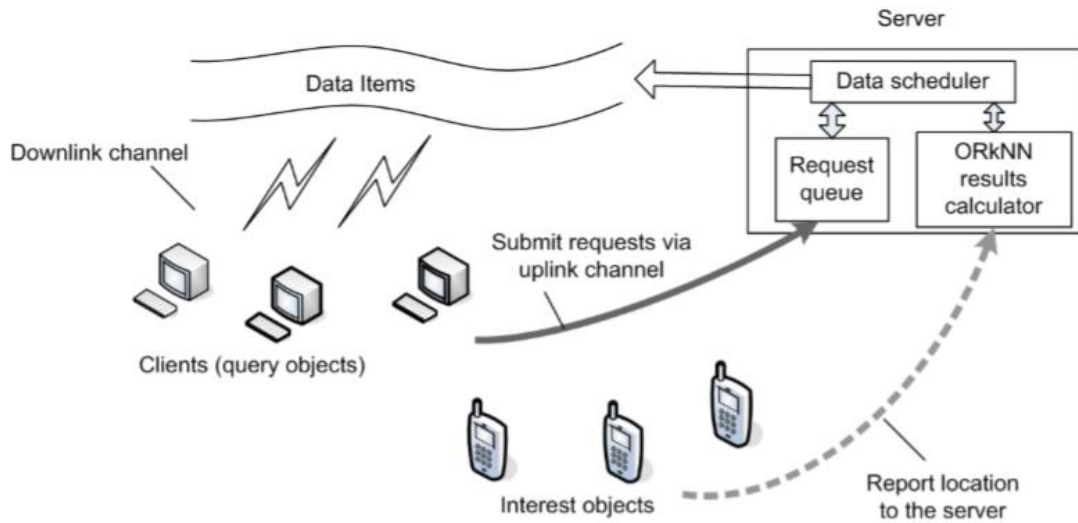 Server
Data Items
Data scheduler
Downlink channel
Request
queue
ORkNN
results
calculator
Submit requests via
uplink channel
Clients (query objects)
Interest objects
Report location
to the server